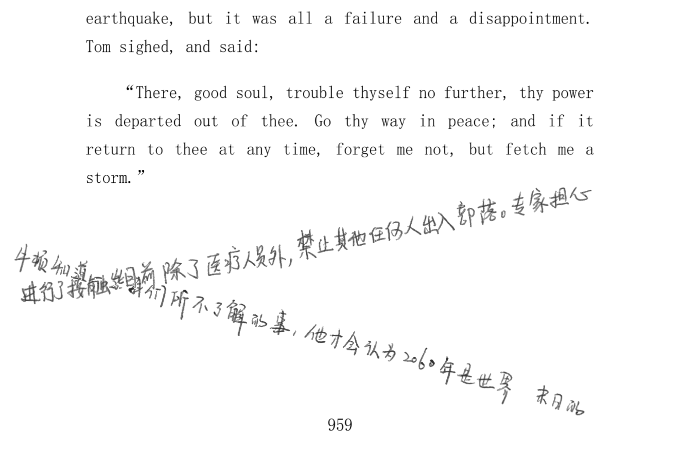 earthquake, but it was all a failure and a disappointment.
Tom sighed, and said:
“There, good soul, trouble thyself no further, thy power
is departed out of thee. Go thy way in peace; and if it
return to thee at any time, forget me not, but fetch me a
storm.”
进行了接触。目前除了医疗人员外，禁止其他任何人出入部落。专家担心
牛顿知道 们所不了解的事，他才会认为2060年是世界 末日的
959